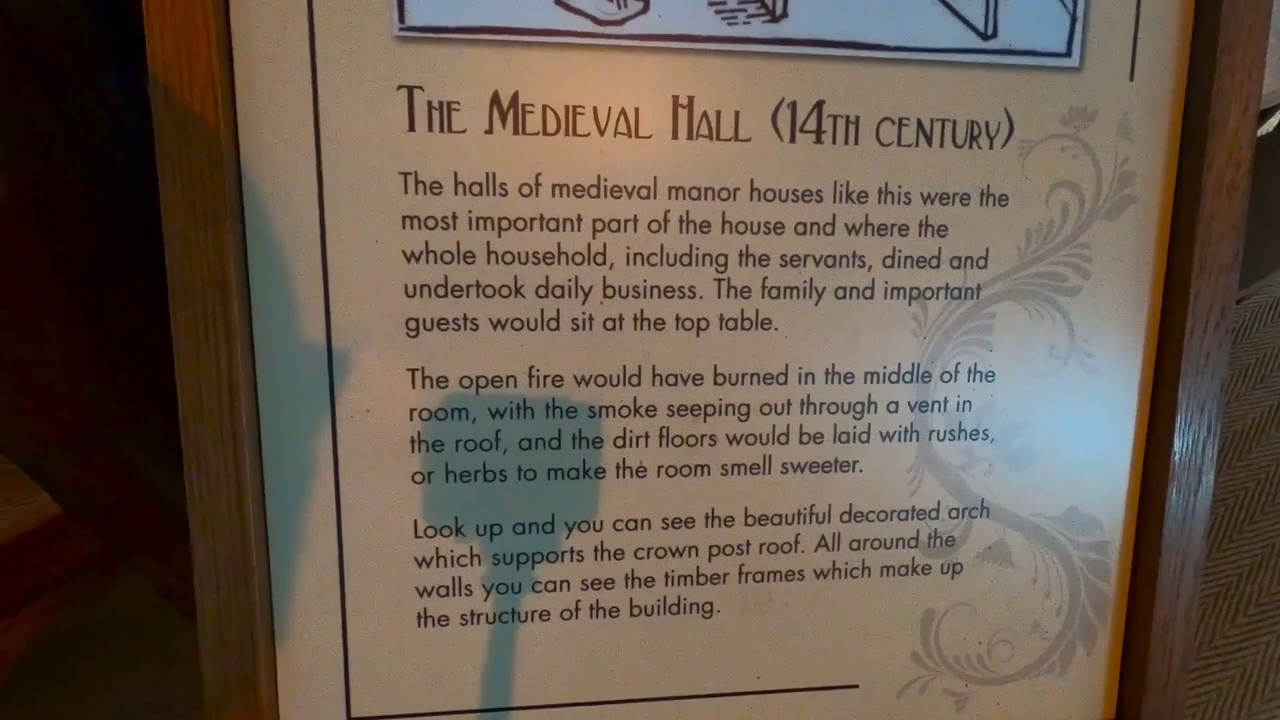 THE MEDIEVAL HALL (14TH CENTURY)
The halls of medieval manor houses like this were the
most important part of the house and where the
whole household, including the servants, dined and
undertook daily business. The family and important
guests would sit at the top table.
The open fire would have burned in the middle of the
room, with the smoke seeping out through a vent in
the roof, and the dirt floors would be laid with rushes,
or herbs to make the room smell sweeter.
Look up and you can see the beautiful decorated arch
which supports the crown post roof. All around the
walls you can see the timber frames which make up
the structure of the building.